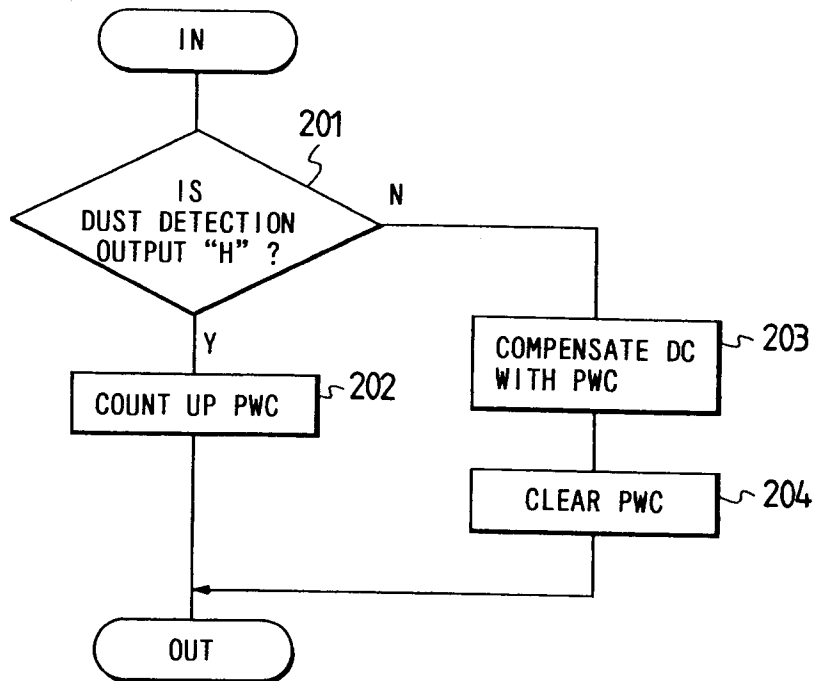 IN
201
IS
DUST DETECTION
OUTPUT “H” ?
N
Y
COUNT UP PWC
202
COMPENSATE DC
WITH PWC
203
CLEAR PWC
204
OUT